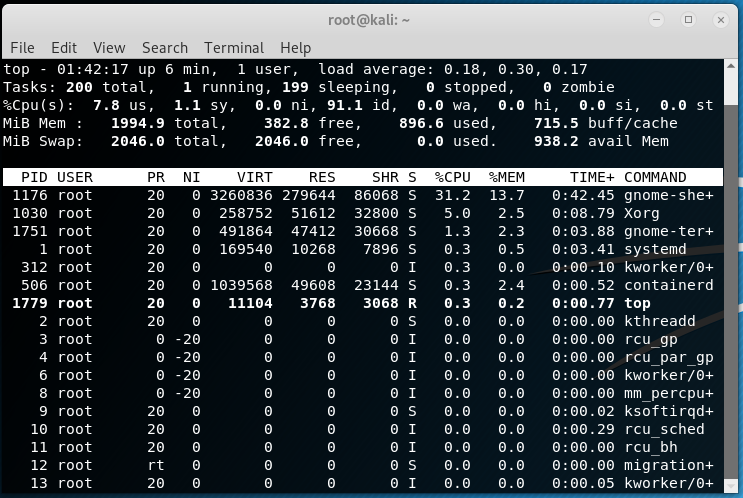 root@kali: ~
File Edit View Search Terminal Help
top - 01:42:17 up 6 min,  1 user,  load average: 0.18, 0.30, 0.17
Tasks: 200 total,   1 running, 199 sleeping,   0 stopped,   0 zombie
%Cpu(s):  7.8 us,  1.1 sy,  0.0 ni, 91.1 id,  0.0 wa,  0.0 hi,  0.0 si,  0.0 st
MiB Mem :   1994.9 total,    382.8 free,    896.6 used,    715.5 buff/cache
MiB Swap:   2046.0 total,   2046.0 free,      0.0 used.    938.2 avail Mem
  PID USER      PR  NI    VIRT    RES    SHR S  %CPU  %MEM     TIME+ COMMAND
 1176 root      20   0 3260836 279644  86068 S  31.2  13.7   0:42.45 gnome-she+
 1030 root      20   0  258752  51612  32800 S   5.0   2.5   0:08.79 Xorg
 1751 root      20   0  491864  47412  30668 S   1.3   2.3   0:03.88 gnome-ter+
    1 root      20   0  169540  10268   7896 S   0.3   0.5   0:03.41 systemd
  312 root      20   0       0      0      0 I   0.3   0.0   0:00.10 kworker/0+
  506 root      20   0 1039568  49608  23144 S   0.3   2.4   0:00.52 containerd
 1779 root      20   0   11104   3768   3068 R   0.3   0.2   0:00.77 top
    2 root      20   0       0      0      0 S   0.0   0.0   0:00.00 kthreadd
    3 root       0 -20       0      0      0 I   0.0   0.0   0:00.00 rcu_gp
    4 root       0 -20       0      0      0 I   0.0   0.0   0:00.00 rcu_par_gp
    6 root       0 -20       0      0      0 I   0.0   0.0   0:00.00 kworker/0+
    8 root       0 -20       0      0      0 I   0.0   0.0   0:00.00 mm_percpu+
    9 root      20   0       0      0      0 S   0.0   0.0   0:00.02 ksoftirqd+
   10 root      20   0       0      0      0 I   0.0   0.0   0:00.29 rcu_sched
   11 root      20   0       0      0      0 I   0.0   0.0   0:00.00 rcu_bh
   12 root      rt   0       0      0      0 S   0.0   0.0   0:00.00 migration+
   13 root      20   0       0      0      0 I   0.0   0.0   0:00.05 kworker/0+